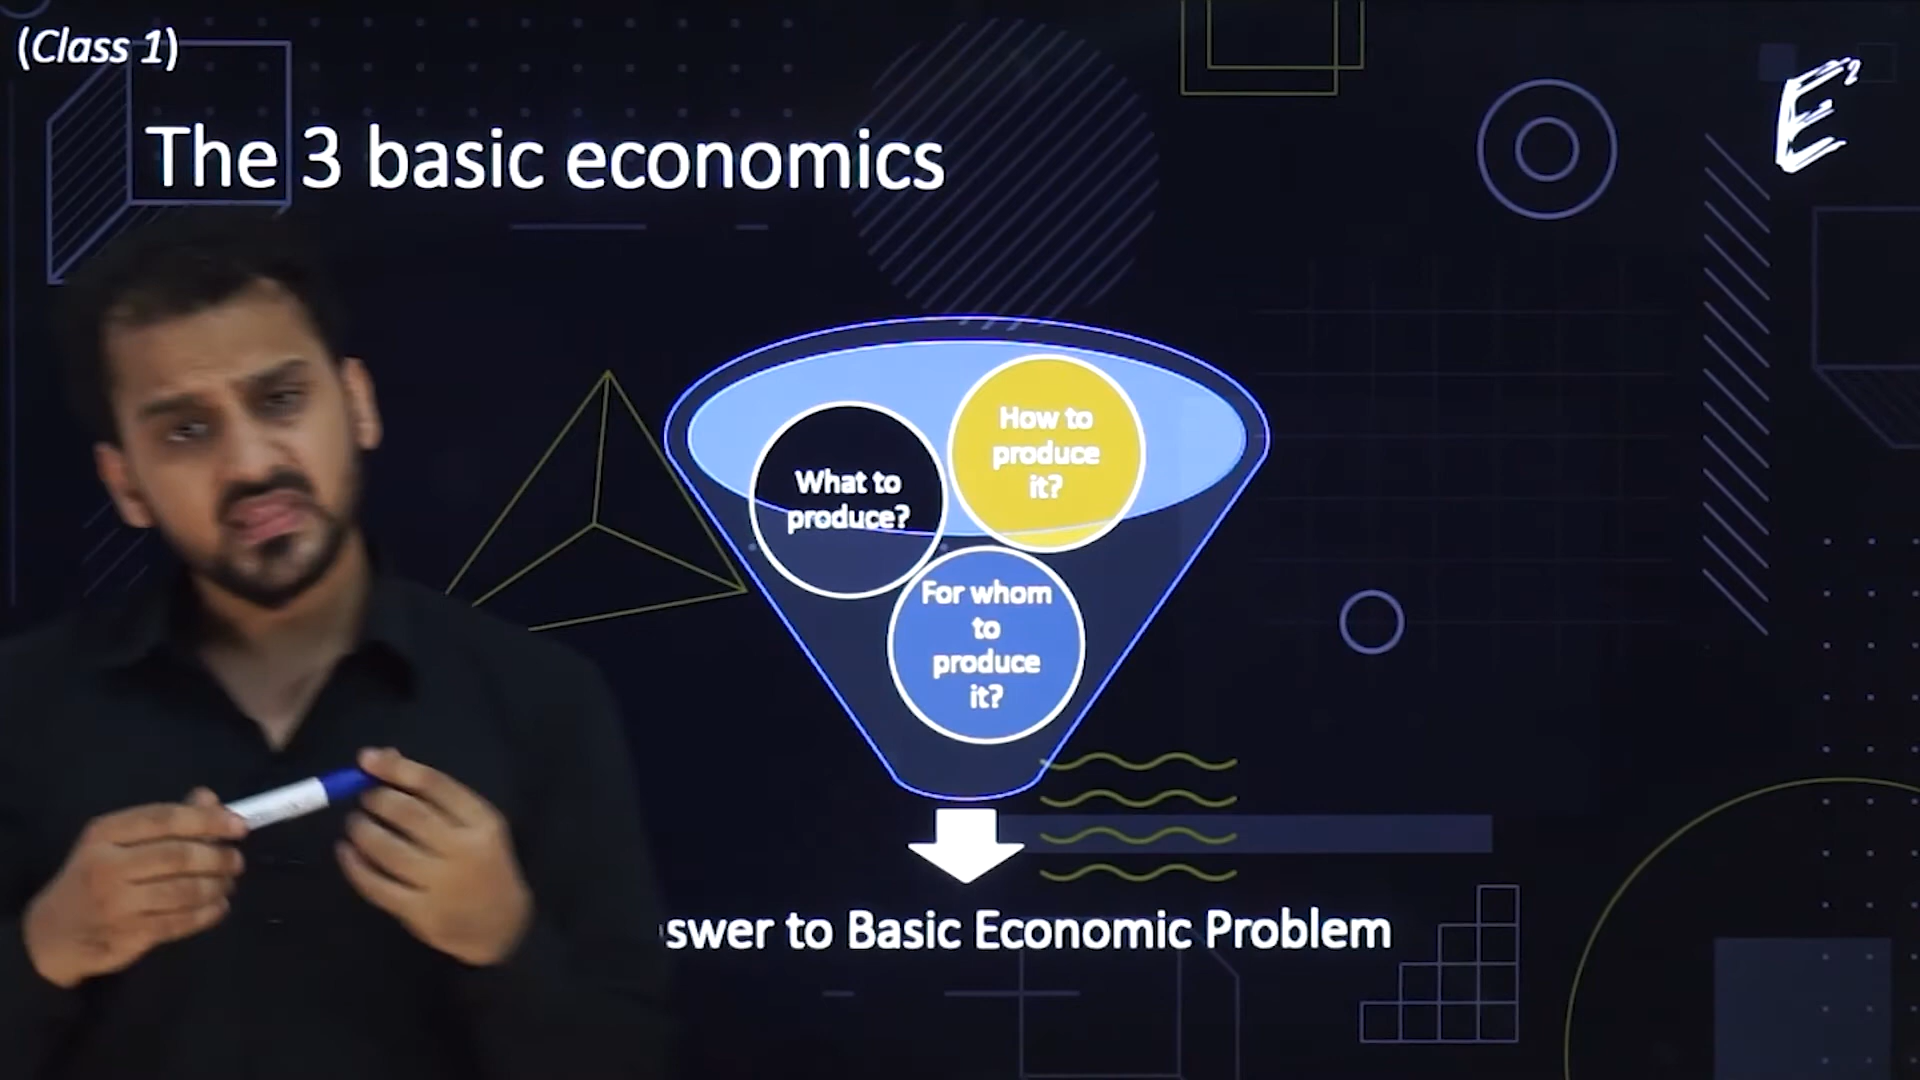 (Class 1)
E²
The 3 basic economics
How to
produce
it?
What to
produce?
For whom
to
produce
it?
swer to Basic Economic Problem